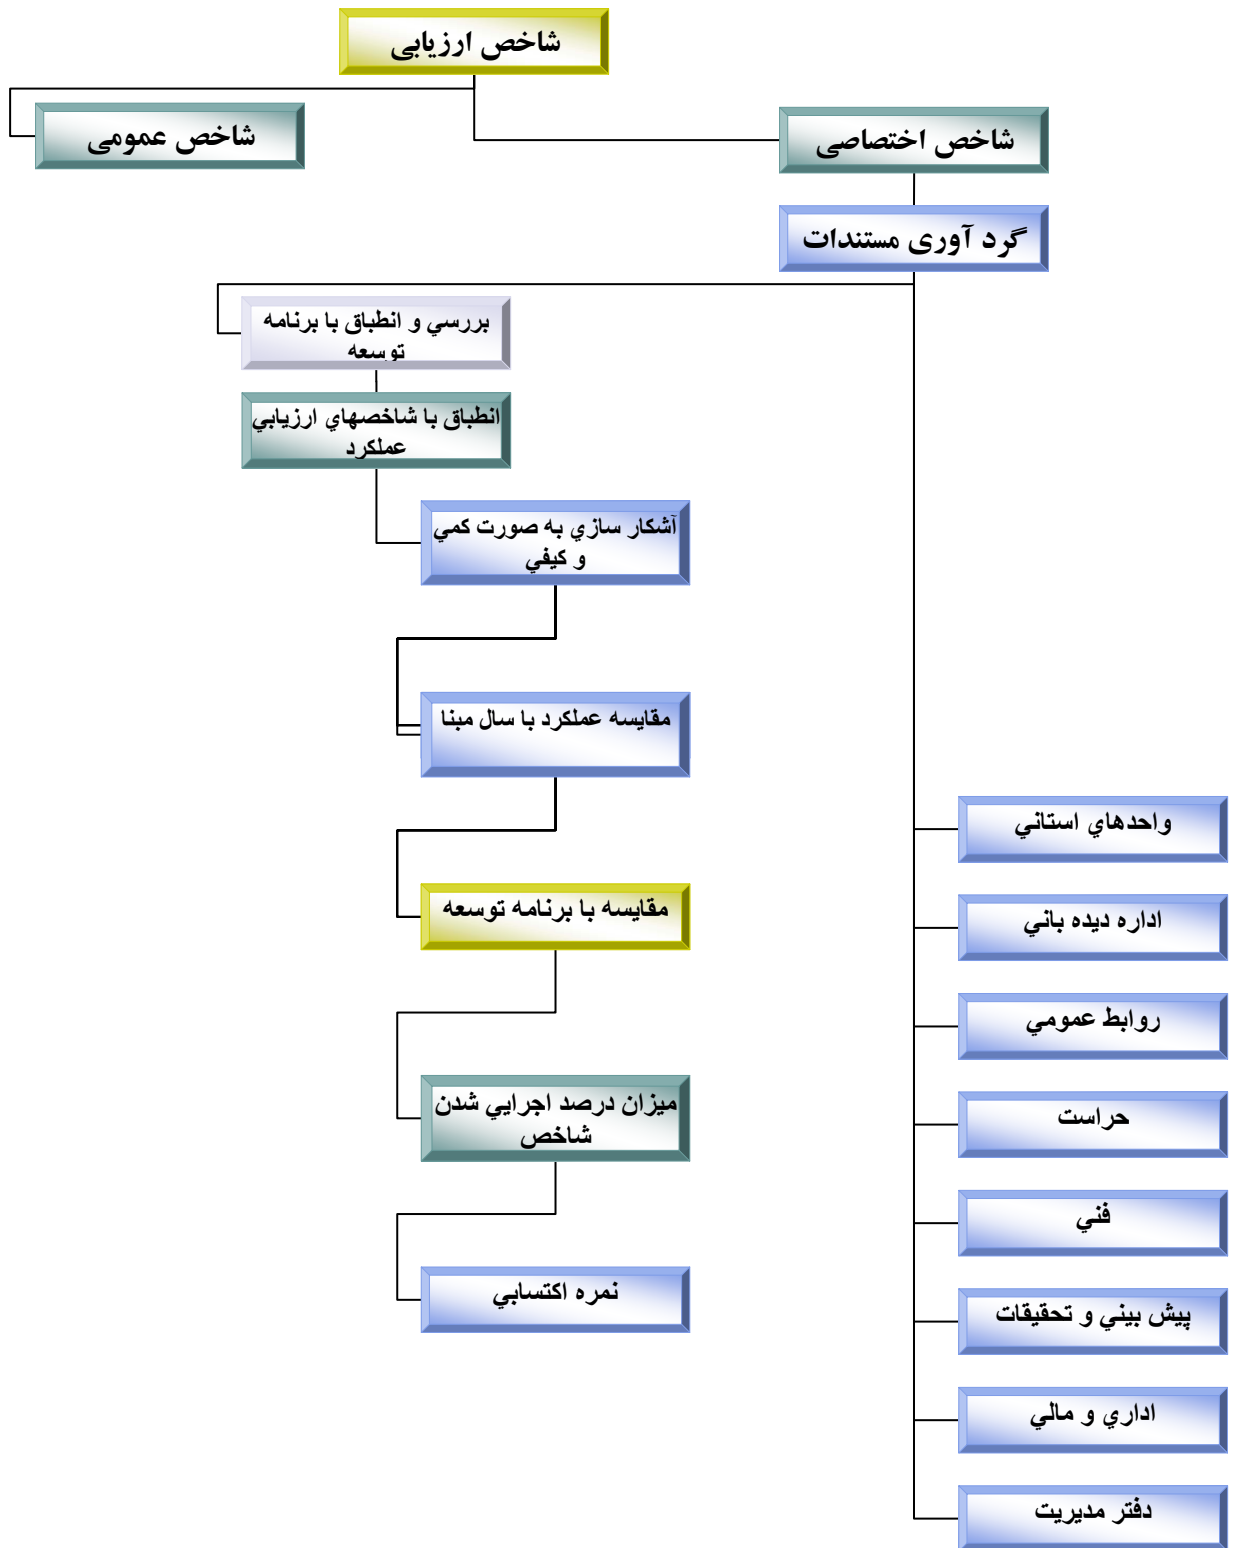 شاخص ارزیابی
شاخص عمومی
شاخص اختصاصی
گرد آوری مستندات
بررسي و انطباق با برنامه
توسعه
انطباق با شاخصهاي ارزيابي
عملكرد
آشكار سازي به صورت كمي
و كيفي
مقايسه عملكرد با سال مبنا
مقايسه با برنامه توسعه
ميزان درصد اجرايي شدن
شاخص
نمره اكتسابي
واحدهاي استاني
اداره ديده باني
روابط عمومي
حراست
فني
پيش بيني و تحقيقات
اداري و مالي
دفتر مديريت